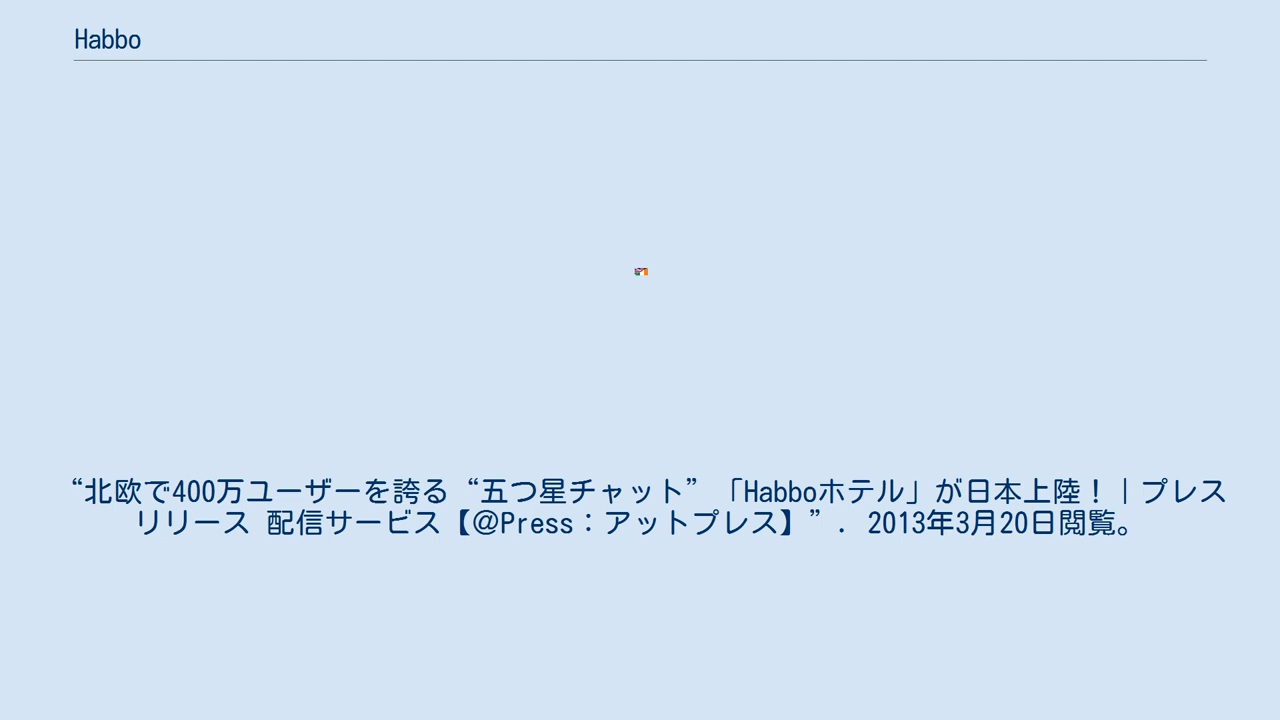 Habbo
“北欧で400万ユーザーを誇る“五つ星チャット”「Habboホテル」が日本上陸！｜プレス
リリース 配信サービス【＠Press：アットプレス】”. 2013年3月20日閲覧。